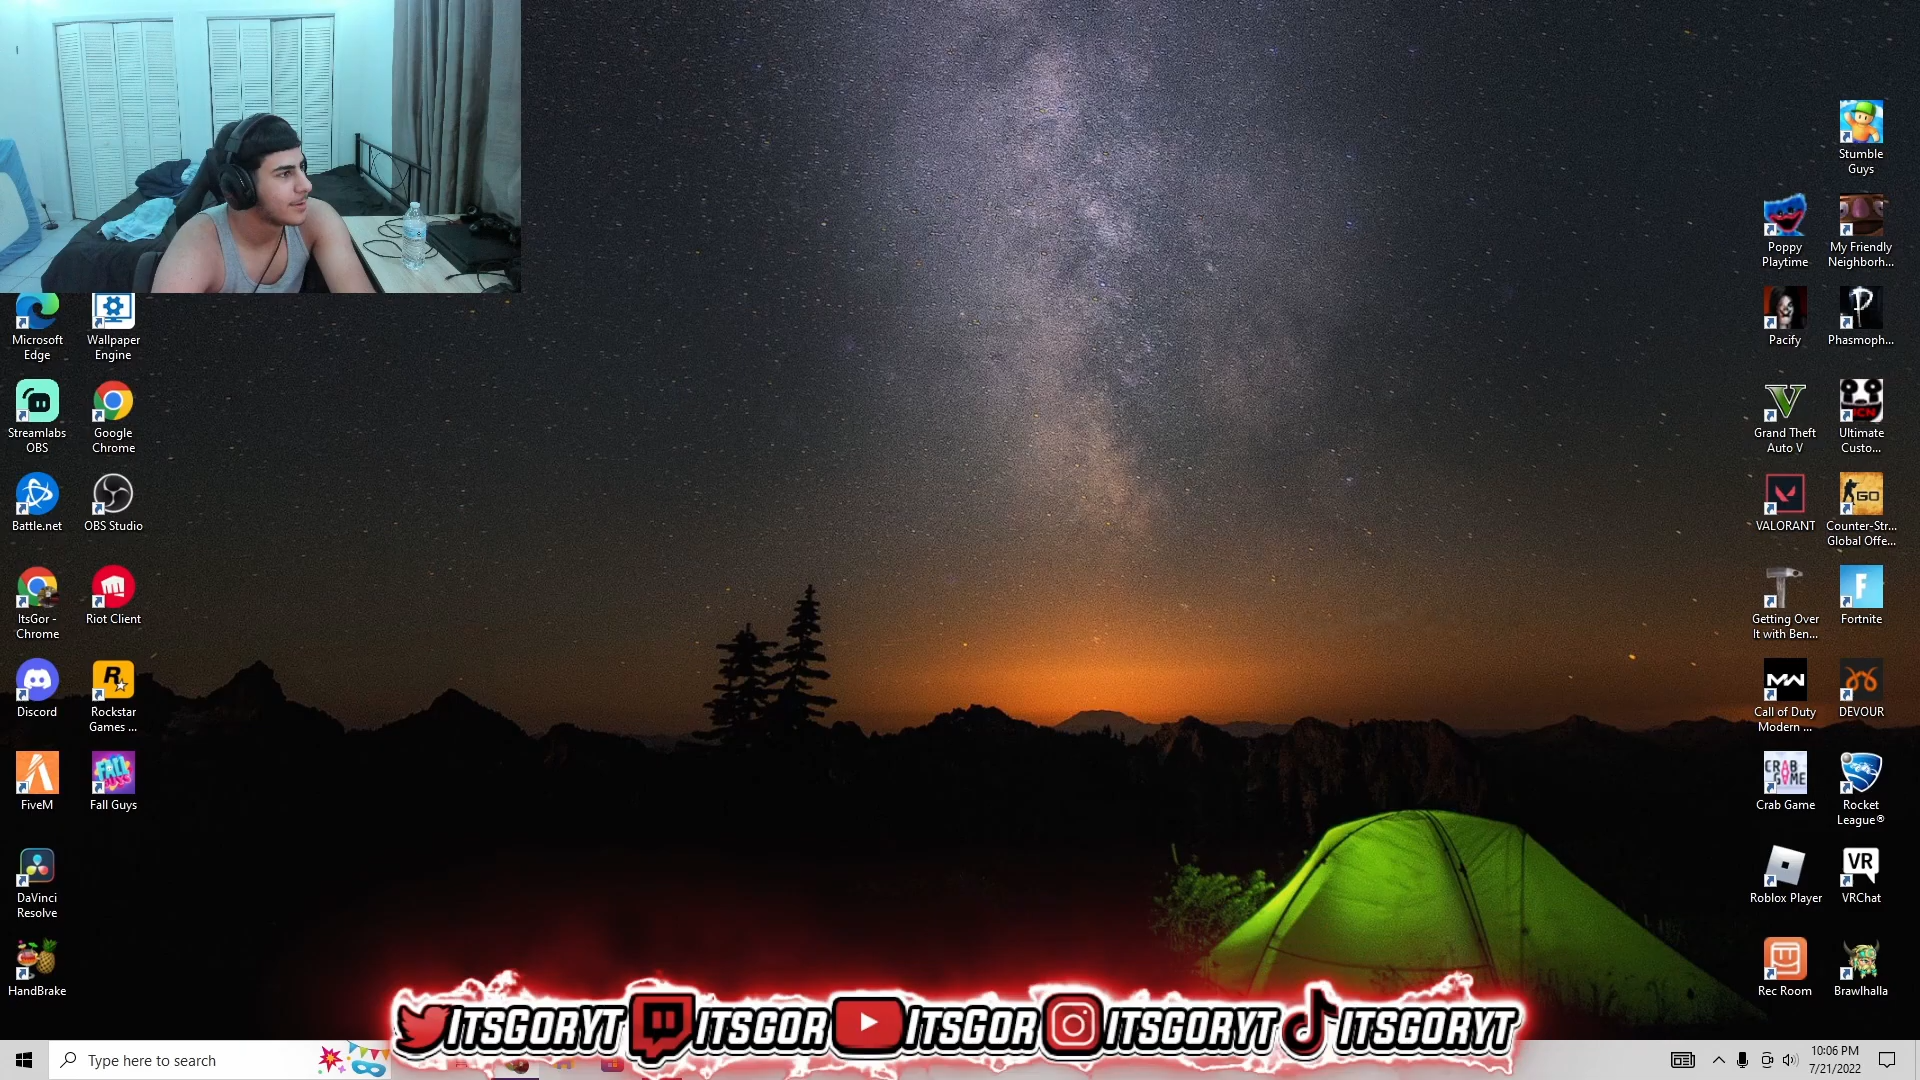 Stumble
Guys
Poppy
Playtime
My Friendly
Neighborh...
Microsoft
Edge
Wallpaper
Engine
Pacify
Phasmoph...
Streamlabs
OBS
Google
Chrome
Grand Theft
Auto V
Ultimate
Custo...
Battle.net
OBS Studio
VALORANT
Counter-Str...
Global Offe...
ItsGor -
Chrome
Riot Client
Getting Over
It with Ben...
Fortnite
Discord
Rockstar
Games ...
Call of Duty
Modern ...
DEVOUR
FiveM
Fall Guys
Crab Game
Rocket
League®
DaVinci
Resolve
Roblox Player
VRChat
HandBrake
Rec Room
Brawlhalla
ItsGorYT itsgor ItsGor itsgoryt itsgoryt
Type here to search
10:06 PM
7/21/2022